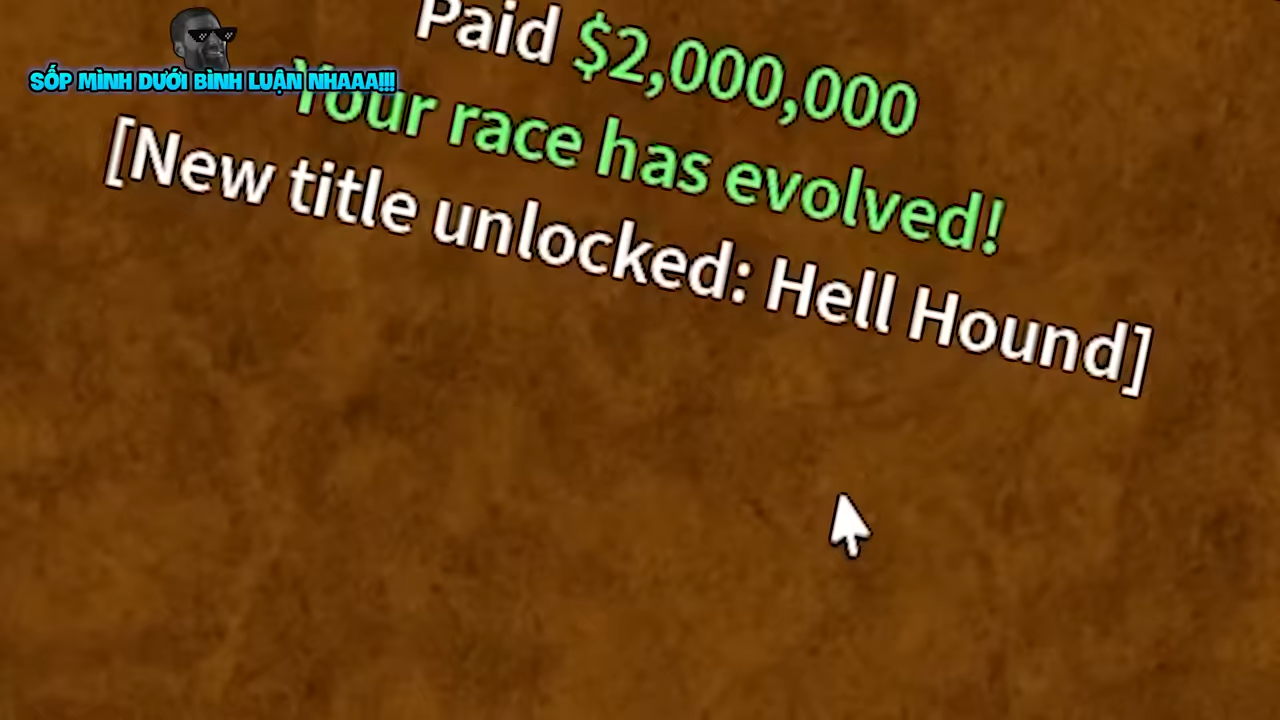 Paid $2,000,000
SỐP MÌNH DƯỚI BÌNH LUẬN NHAAA!!!
Your race has evolved!
[New title unlocked: Hell Hound]